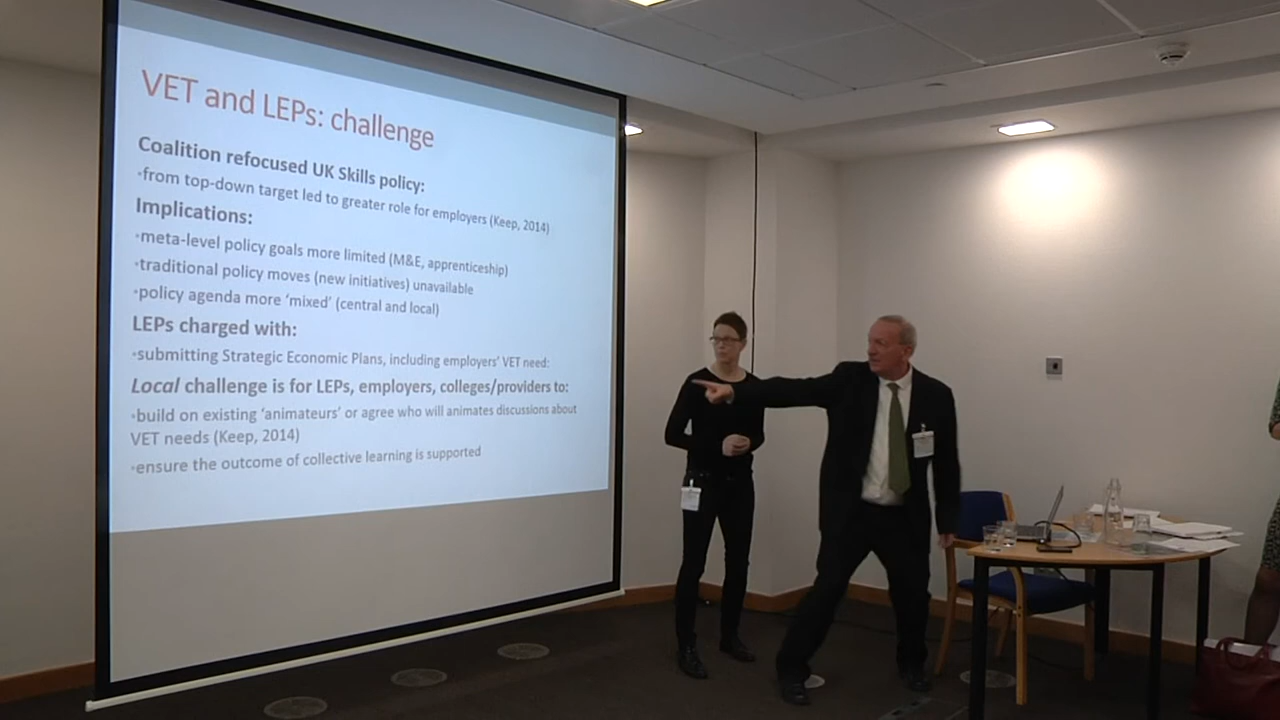 VET and LEPs: challenge
Coalition refocused UK Skills policy:
•from top-down target led to greater role for employers (Keep, 2014)
Implications:
•meta-level policy goals more limited (M&E, apprenticeship)
•traditional policy moves (new initiatives) unavailable
•policy agenda more ‘mixed’ (central and local)
LEPs charged with:
•submitting Strategic Economic Plans, including employers’ VET need:
Local challenge is for LEPs, employers, colleges/providers to:
•build on existing ‘animateurs’ or agree who will animates discussions about
VET needs (Keep, 2014)
•ensure the outcome of collective learning is supported